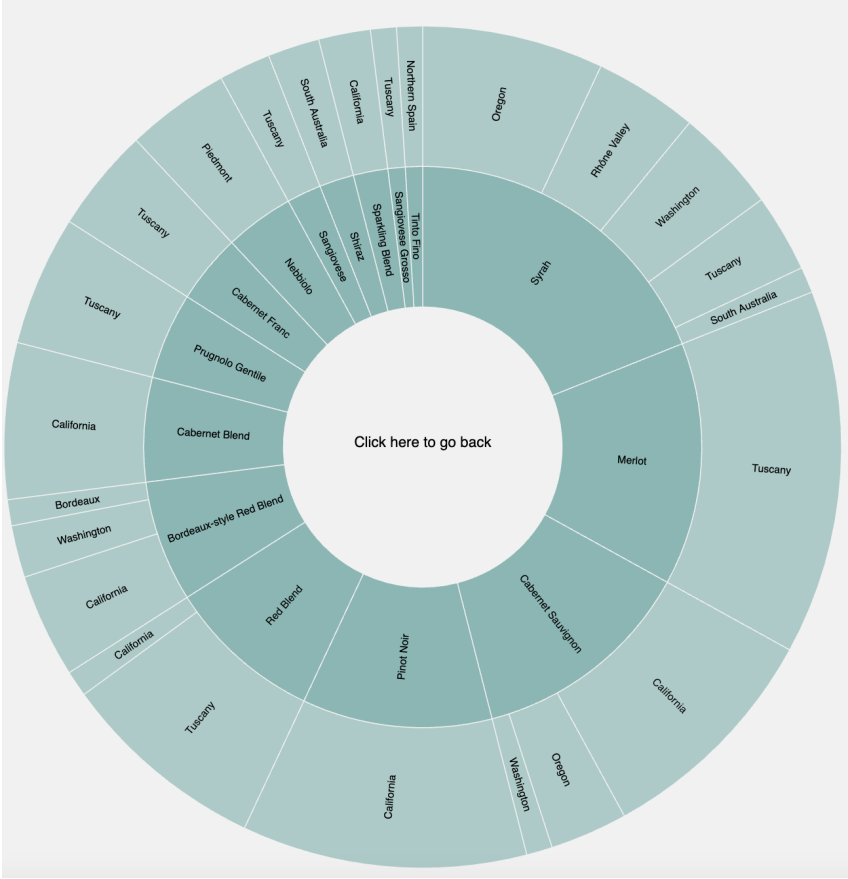 Oregon
Rhône Valley
Washington
Tuscany
South Australia
Tuscany
California
Oregon
Washington
California
Tuscany
California
California
Washington
Bordeaux
California
Tuscany
Tuscany
Piedmont
Tuscany
South Australia
California
Tuscany
Northern Spain
Syrah
Merlot
Cabernet Sauvignon
Pinot Noir
Red Blend
Bordeaux-style Red Blend
Cabernet Blend
Prugnolo Gentile
Cabernet Franc
Nebbiolo
Sangiovese
Shiraz
Sparkling Blend
Sangiovese Grosso
Tinto Fino
Click here to go back